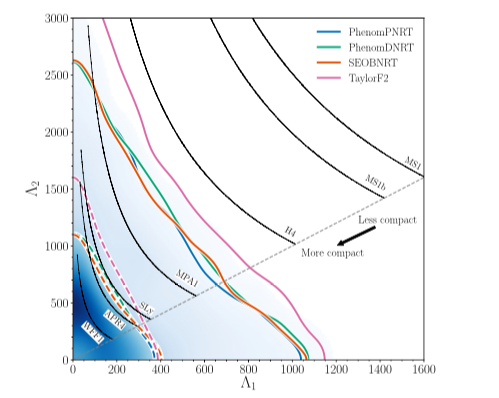 3000
2500
2000
1500
1000
500
0
Λ2
PhenomPNRT
PhenomDNRT
SEOBNRT
TaylorF2
MS1
MS1b
H4
MPA1
SLy
APR4
WFF1
Less compact
More compact
0 200 400 600 800 1000 1200 1400 1600
Λ1